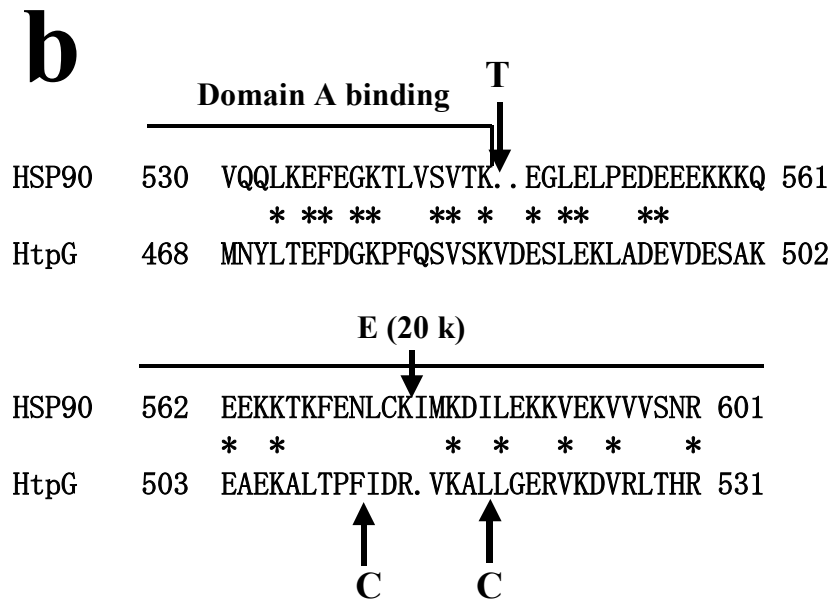 b
T
Domain A binding
HSP90 530 VQQLKEFEGKTLVSVTK..EGLELPEDEEEKKKQ 561
* ** ** ** * * ** **
HtpG 468 MNYLTEFDGKPFQSVSKVDESLEKLADEVDESAK 502
E (20 k)
HSP90 562 EEKKTKFENLCKIMKDILEKKVEKVVVSNR 601
* * * * * * *
HtpG 503 EAEKALTPFIDR.VKALLGERVKDVRLTHR 531
C C